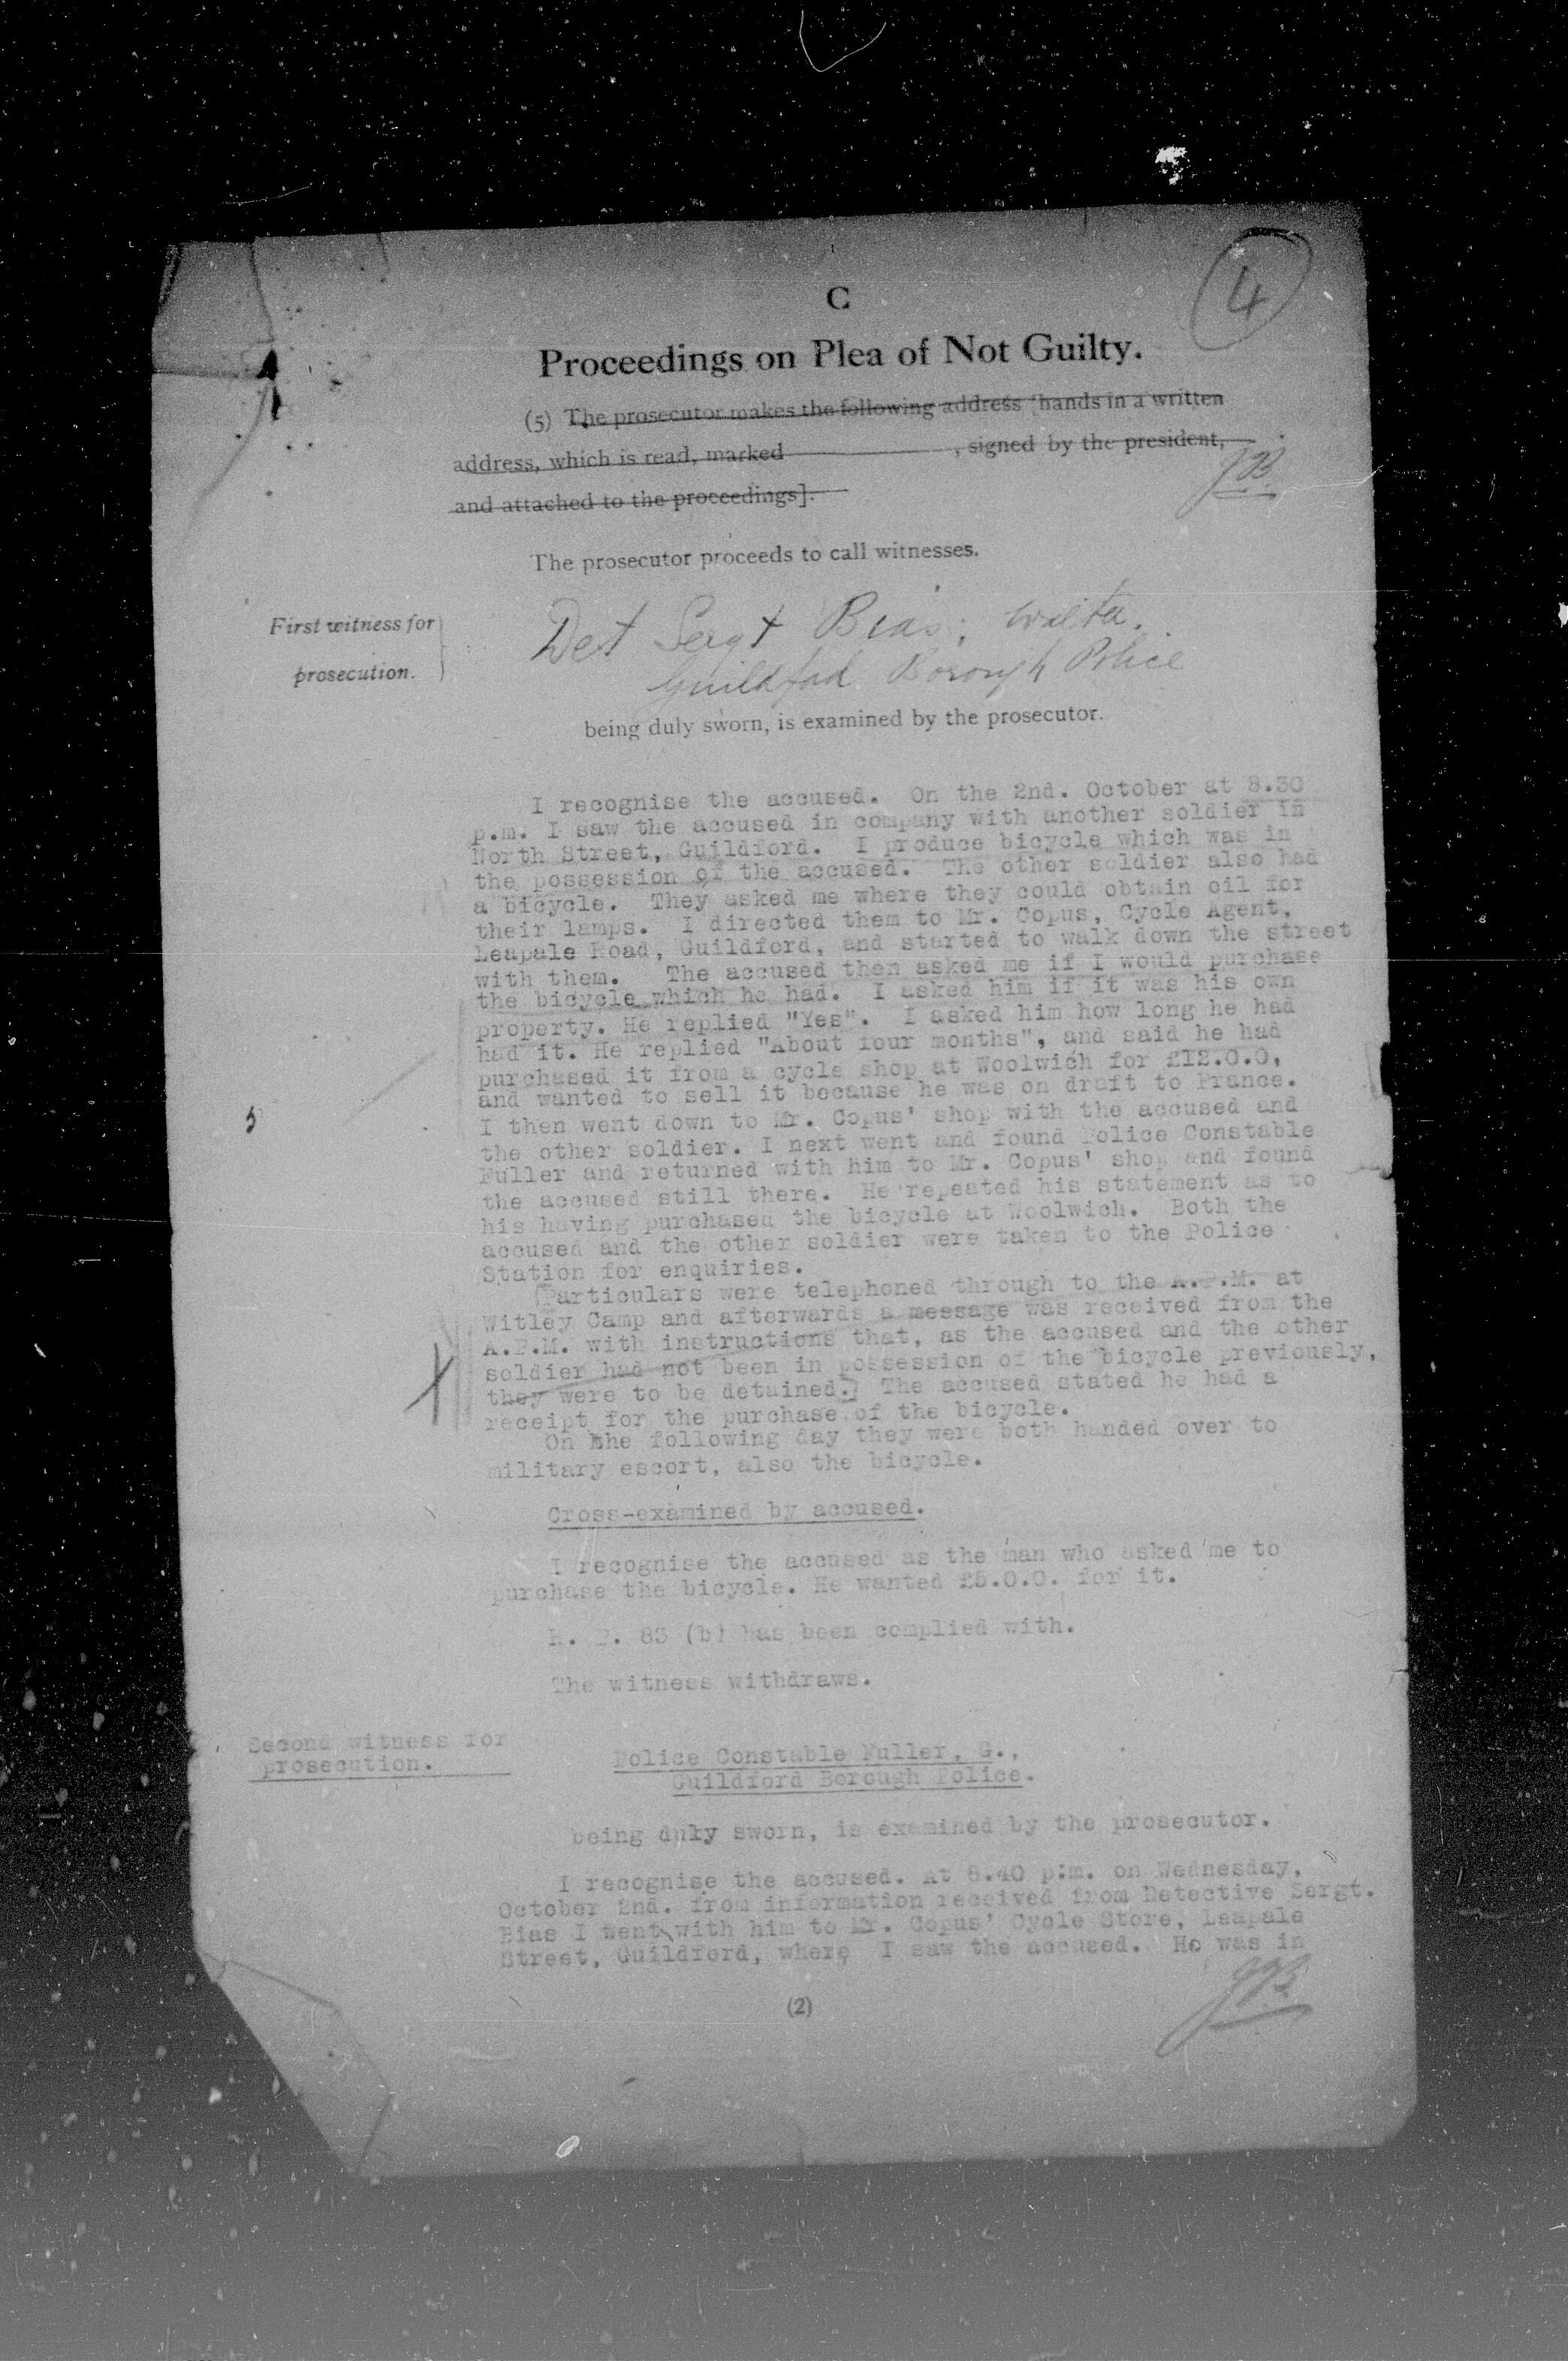 4
C
Proceedings on Plea of Not Guilty.
(5) The prosecutor makes the following address [hands in a written
address, which is read, marked , signed by the president,
and attached to the proceedings].
The prosecutor proceeds to call witnesses.
First witness for
prosecution.
Det Sergt Bias, Walter.
Guildford Borough Police
being duly sworn, is examined by the prosecutor.
I recognise the accused. On the 2nd. October at 8.30
p.m. I saw the accused in company with another soldier in
North Street, Guildford. I produce bicycle which was in
the possession of the accused. The other soldier also had
a bicycle. They asked me where they could obtain oil for
their lamps. I directed them to Mr. Copus, Cycle Agent,
Leapale Road, Guildford, and started to walk down the street
with them. The accused then asked me if I would purchase
the bicycle which he had. I asked him if it was his own
property. He replied "Yes". I asked him how long he had
had it. He replied "About four months", and said he had
purchased it from a cycle shop at Woolwich for £12.0.0,
and wanted to sell it because he was on draft to France.
I then went down to Mr. Copus' shop with the accused and
the other soldier. I next went and found Police Constable
Fuller and returned with him to Mr. Copus' shop and found
the accused still there. He repeated his statement as to
his having purchased the bicycle at Woolwich. Both the
accused and the other soldier were taken to the Police
Station for enquiries.
[Particulars were telephoned through to the A.P.M. at
Witley Camp and afterwards a message was received from the
A.P.M. with instructions that, as the accused and the other
soldier had not been in possession of the bicycle previously,
they were to be detained.] The accused stated he had a
receipt for the purchase of the bicycle.
On the following day they were both handed over to
military escort, also the bicycle.
Cross-examined by accused.
I recognise the accused as the man who asked me to
purchase the bicycle. He wanted £5.0.0. for it.
R. P. 83 (b) has been complied with.
The witness withdraws.
Second witness for
prosecution.
Police Constable Fuller, G.,
Guildford Borough Police.
being duly sworn, is examined by the prosecutor.
I recognise the accused. At 8.40 p.m. on Wednesday,
October 2nd. from information received from Detective Sergt.
Bias I went with him to Mr. Copus' Cycle Store, Leapale
Street, Guildford, where I saw the accused. He was in
(2)